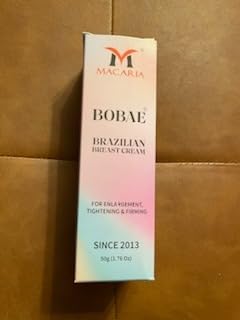 MACARIA
BOBAE®
BRAZILIAN
BREAST CREAM
FOR ENLARGEMENT,
TIGHTENING & FIRMING
SINCE 2013
50g (1.76 Oz)